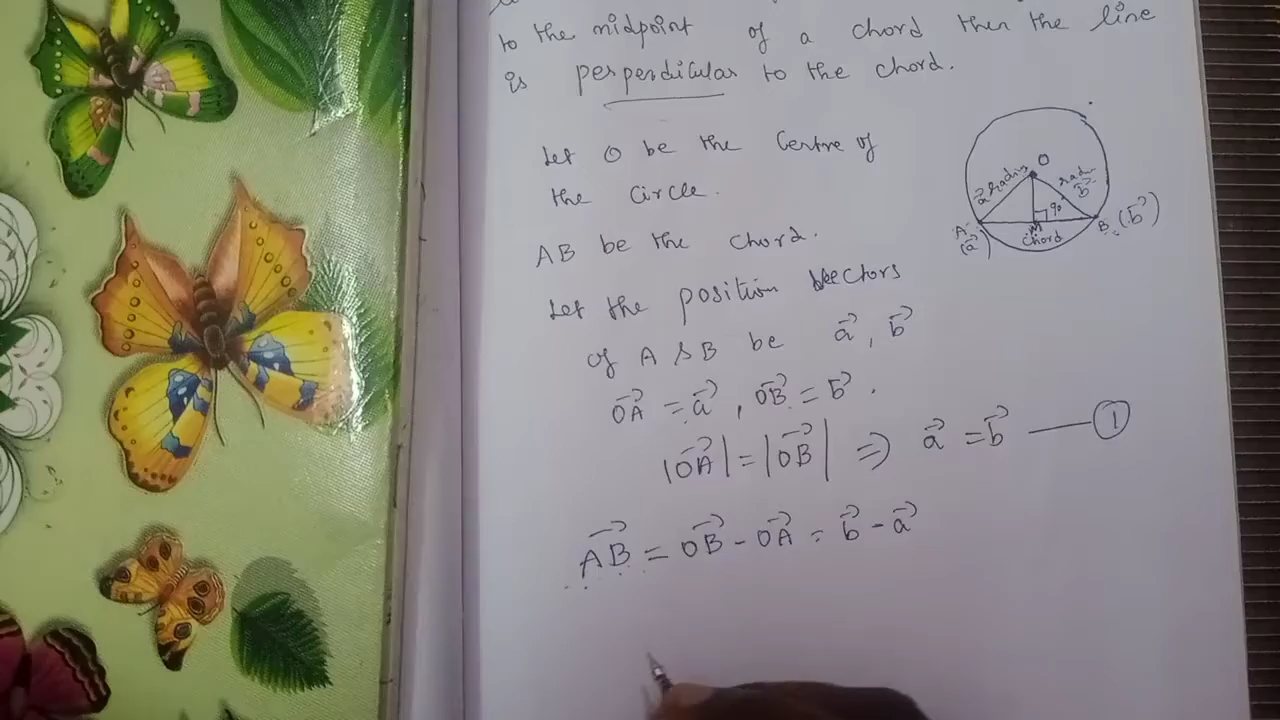 to the midpoint of a chord then the line
is perpendicular to the chord.
Let O be the Centre of
the Circle.
AB be the chord.
Let the position vectors
of A & B be a⃗, b⃗
OA⃗ = a⃗, OB⃗ = b⃗.
|OA⃗| = |OB⃗| ⇒ a⃗ = b⃗ — ①
AB⃗ = OB⃗ - OA⃗ = b⃗ - a⃗
O
a⃗ radius
b⃗
90
A
(a⃗)
M
B (b⃗)
chord